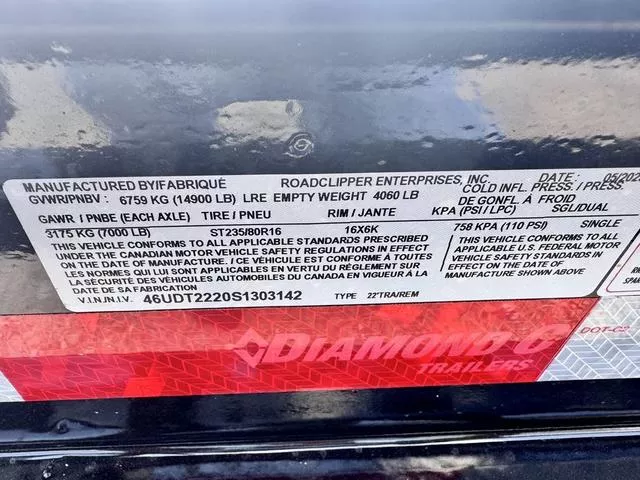 MANUFACTURED BY/FABRIQUÉ ROADCLIPPER ENTERPRISES, INC. DATE: 05/202
GVWR/PNBV : 6759 KG (14900 LB) LRE EMPTY WEIGHT 4060 LB COLD INFL. PRESS./PRESS
DE GONFL. À FROID
GAWR / PNBE (EACH AXLE) TIRE / PNEU RIM / JANTE KPA (PSI / LPC) SGL/DUAL
3175 KG (7000 LB) ST235/80R16 16X6K 758 KPA (110 PSI) SINGLE
THIS VEHICLE CONFORMS TO ALL APPLICABLE STANDARDS PRESCRIBED
UNDER THE CANADIAN MOTOR VEHICLE SAFETY REGULATIONS IN EFFECT
ON THE DATE OF MANUFACTURE. / CE VEHICULE EST CONFORME À TOUTES
LES NORMES QUI LUI SONT APPLICABLES EN VERTU DU RÈGLEMENT SUR
LA SÉCURITÉ DES VÉHICULES AUTOMOBILES DU CANADA EN VIGUEUR À LA
DATE DE SA FABRICATION
THIS VEHICLE CONFORMS TO ALL
APPLICABLE U.S. FEDERAL MOTOR
VEHICLE SAFETY STANDARDS IN
EFFECT ON THE DATE OF
MANUFACTURE SHOWN ABOVE.
V.I.N./N.I.V. 46UDT2220S1303142 TYPE 22'TRA/REM
DIAMOND C
TRAILERS
DOT-C2